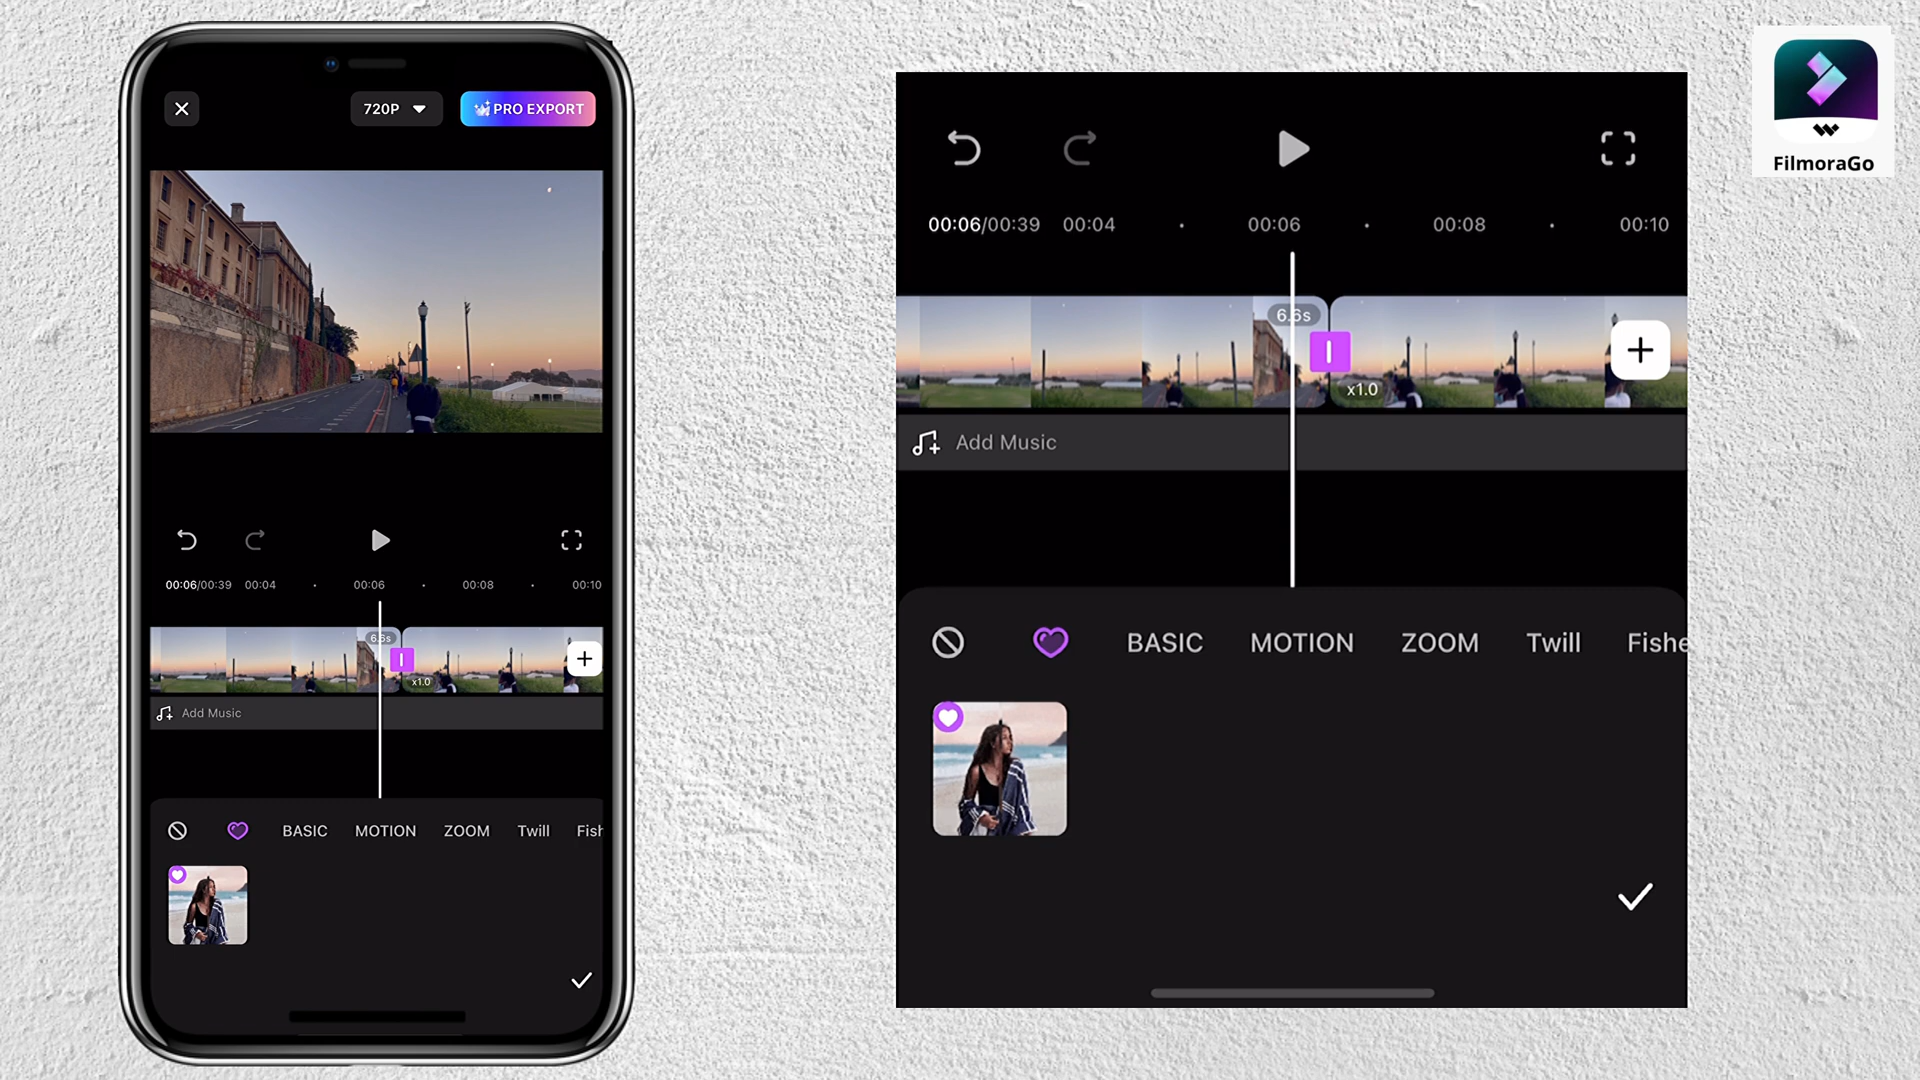 720P
PRO EXPORT
00:06/00:39 00:04 00:06 00:08 00:10
6.6s
x1.0
Add Music
BASIC MOTION ZOOM Twill Fish
00:06/00:39 00:04 00:06 00:08 00:10
6.6s
x1.0
Add Music
BASIC MOTION ZOOM Twill Fishe
FilmoraGo